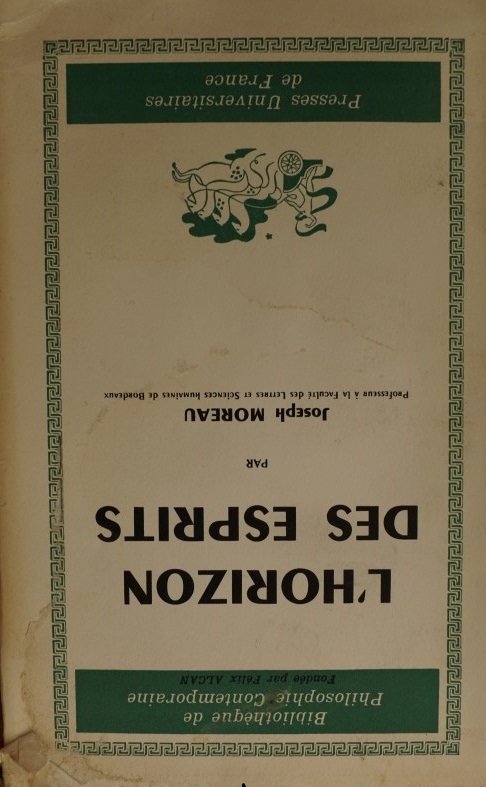 Bibliothèque de
Philosophie Contemporaine
Fondée par Félix ALCAN
L'HORIZON
DES ESPRITS
PAR
Joseph MOREAU
Professeur à la Faculté des Lettres et Sciences humaines de Bordeaux
Presses Universitaires
de France